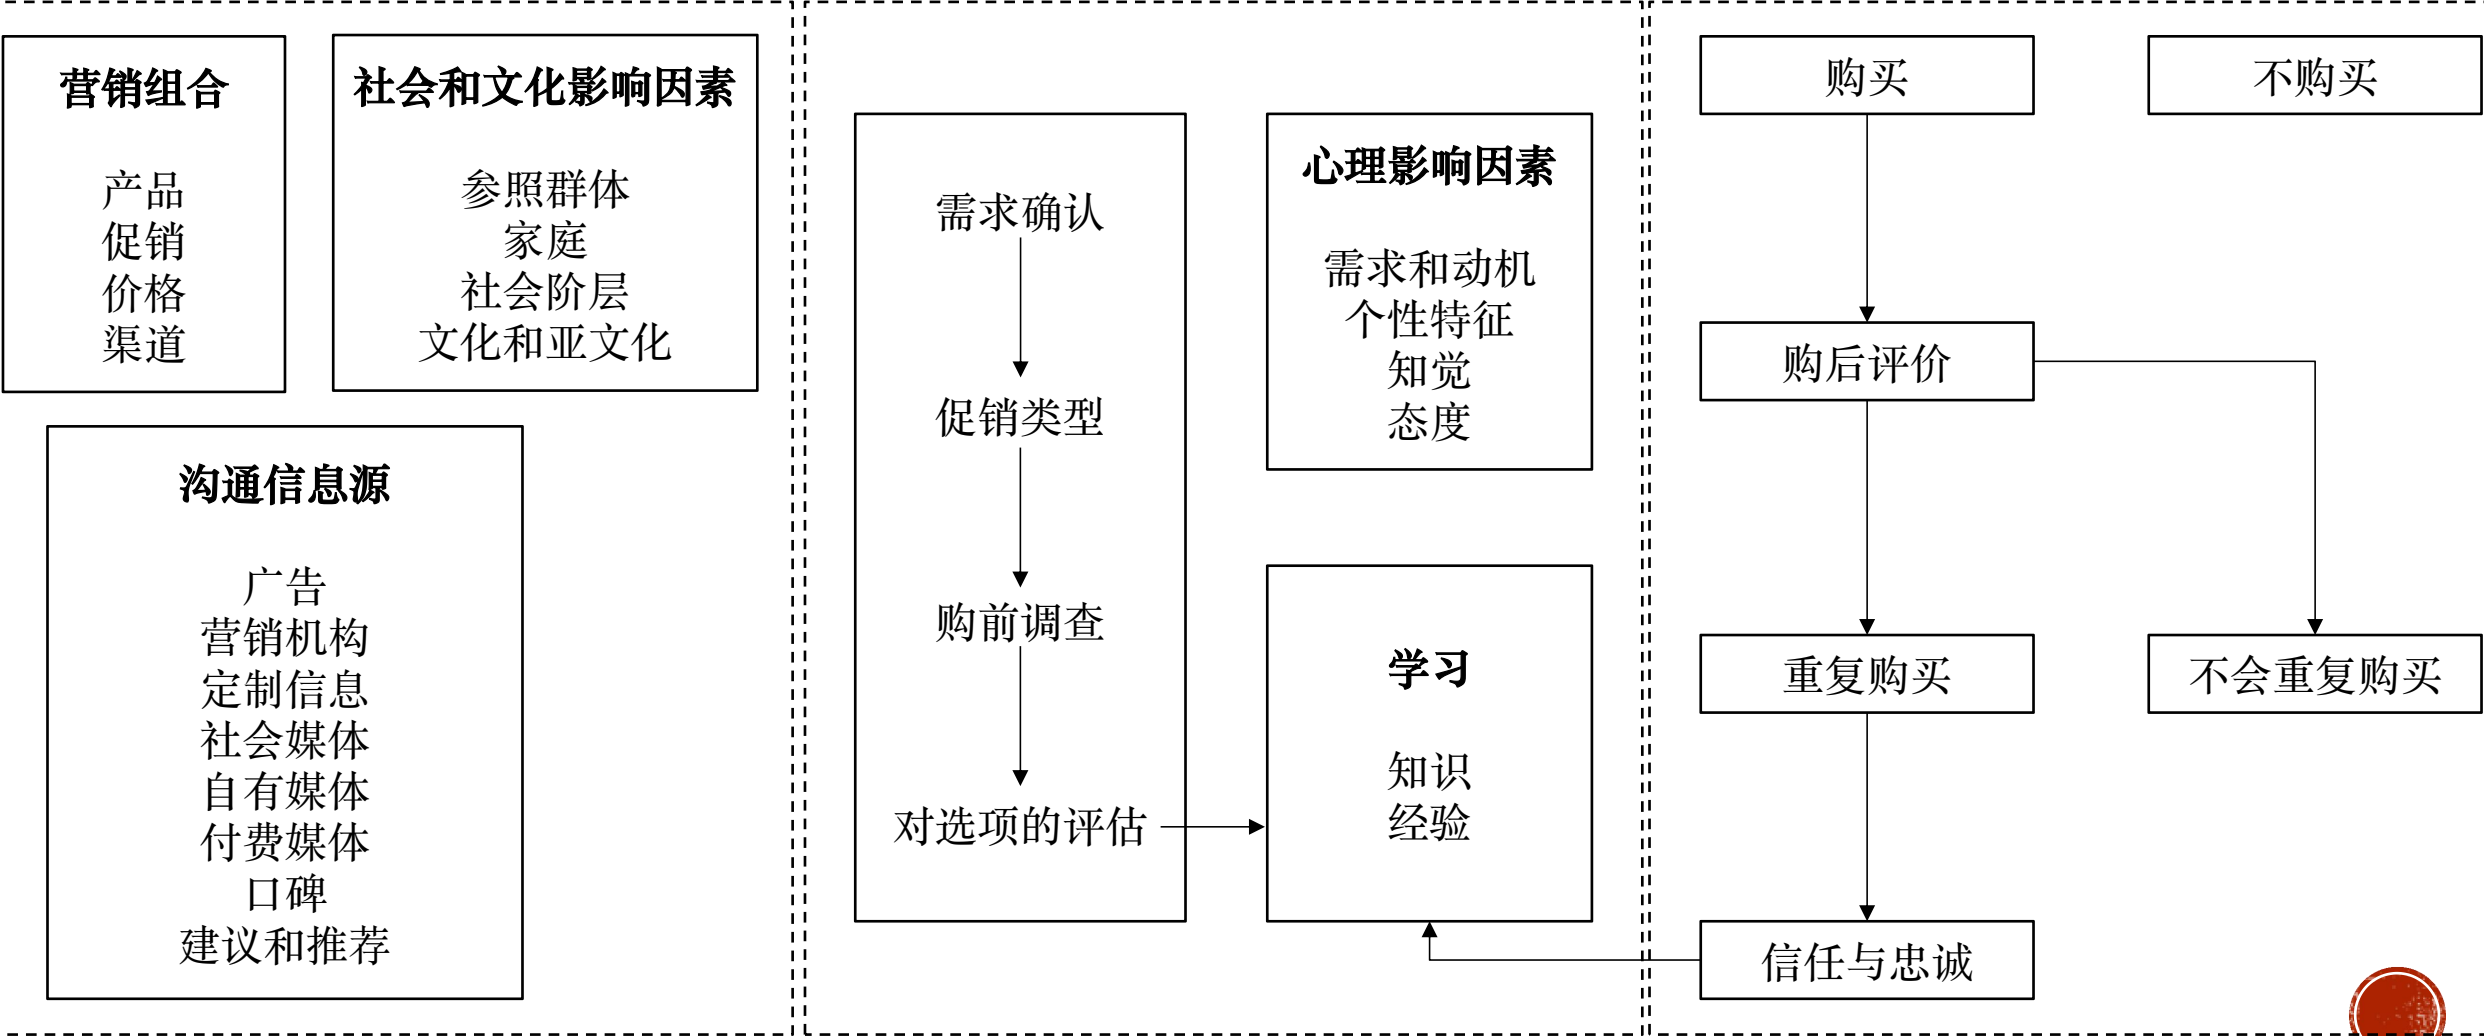 营销组合
产品
促销
价格
渠道
社会和文化影响因素
参照群体
家庭
社会阶层
文化和亚文化
沟通信息源
广告
营销机构
定制信息
社会媒体
自有媒体
付费媒体
口碑
建议和推荐
需求确认
促销类型
购前调查
对选项的评估
心理影响因素
需求和动机
个性特征
知觉
态度
学习
知识
经验
购买
不购买
购后评价
重复购买
不会重复购买
信任与忠诚